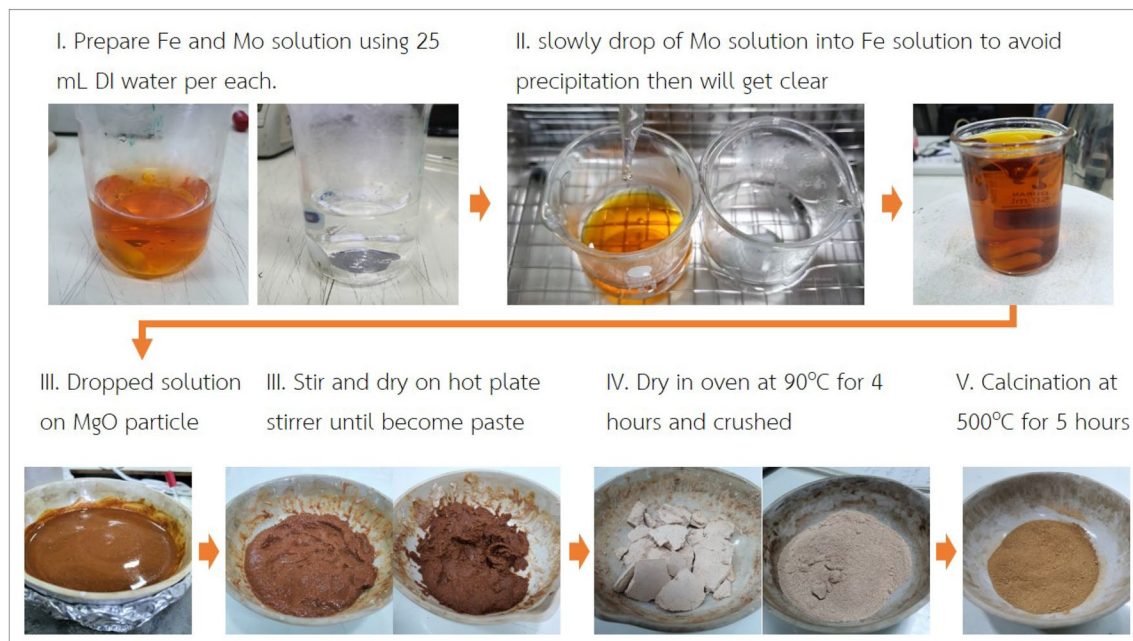 I. Prepare Fe and Mo solution using 25
mL DI water per each.
II. slowly drop of Mo solution into Fe solution to avoid
precipitation then will get clear
III. Dropped solution
on MgO particle
III. Stir and dry on hot plate
stirrer until become paste
IV. Dry in oven at 90°C for 4
hours and crushed
V. Calcination at
500°C for 5 hours